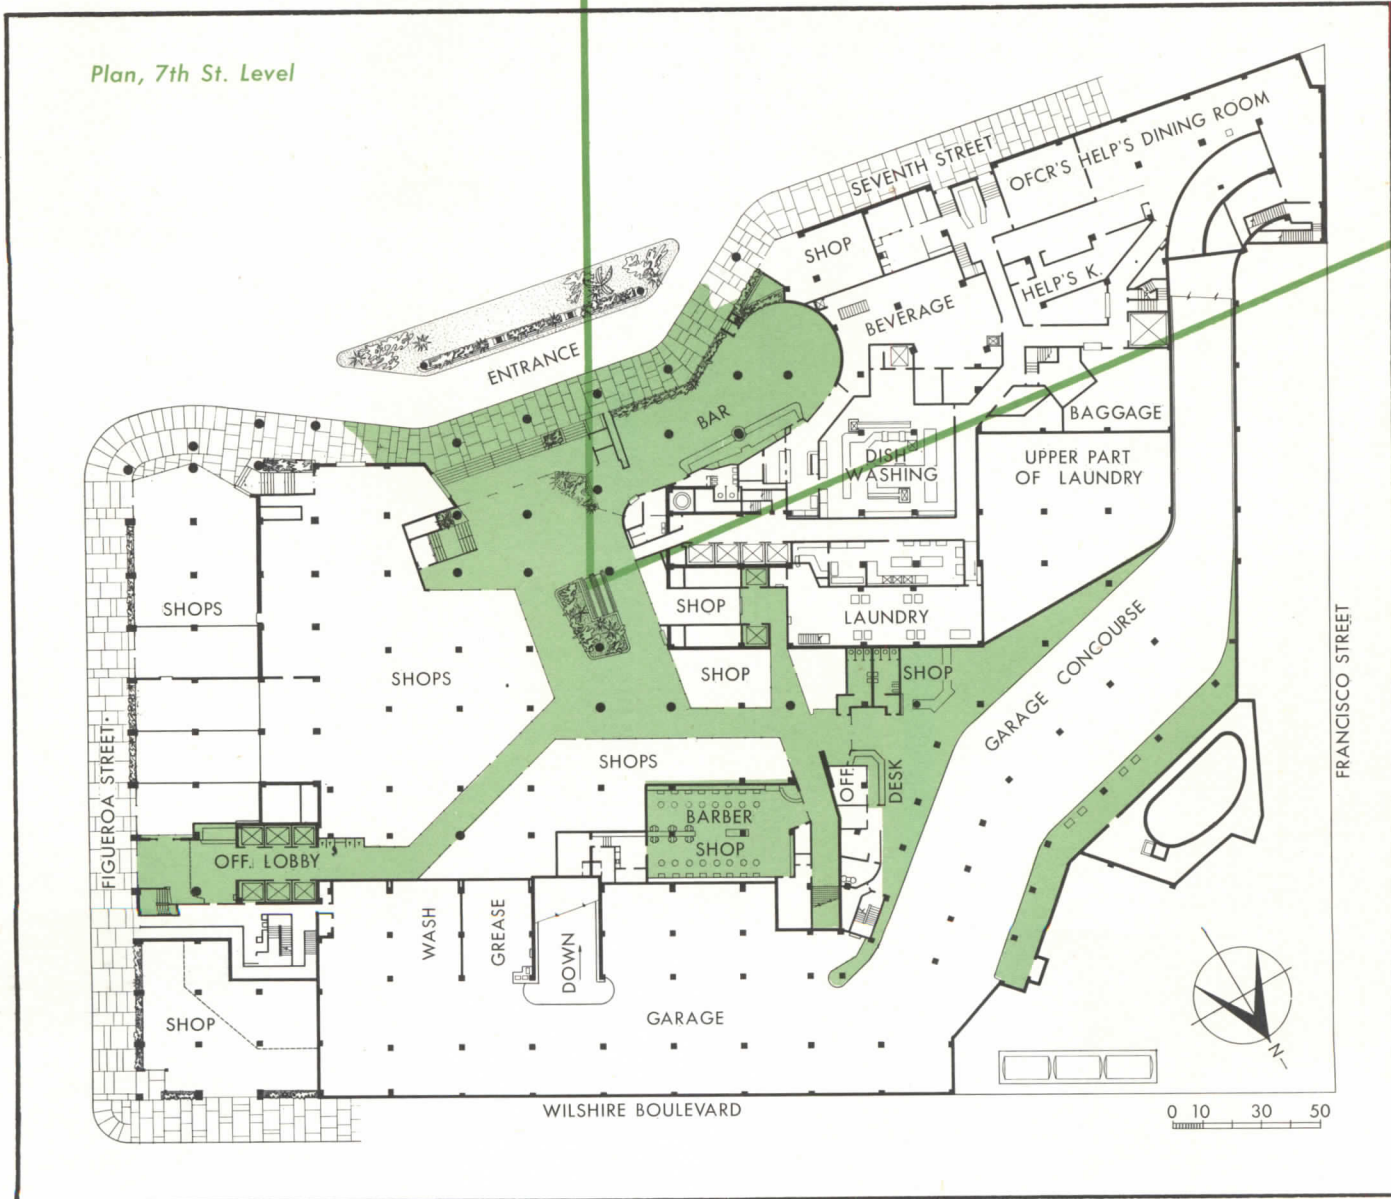 Plan, 7th St. Level
SEVENTH STREET
OFCR'S HELP'S DINING ROOM
SHOP
HELP'S K.
BEVERAGE
ENTRANCE
BAR
BAGGAGE
DISH
WASHING
UPPER PART
OF LAUNDRY
SHOPS
SHOP
LAUNDRY
SHOPS
SHOP
SHOP
GARAGE CONCOURSE
FRANCISCO STREET
FIGUEROA STREET.
SHOPS
OFF.
DESK
BARBER
SHOP
OFF. LOBBY
WASH
GREASE
DOWN
SHOP
GARAGE
N
WILSHIRE BOULEVARD
0 10 30 50